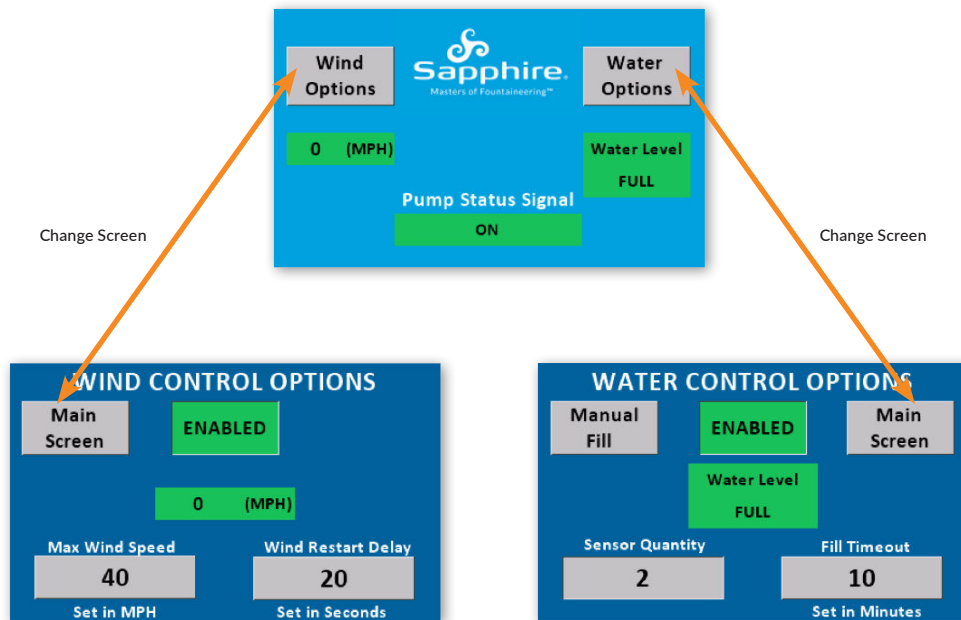 Wind
Options
Sapphire®
Masters of Fountaineering™
Water
Options
0 (MPH)
Water Level
FULL
Pump Status Signal
ON
Change Screen
Change Screen
WIND CONTROL OPTIONS
Main
Screen
ENABLED
0 (MPH)
Max Wind Speed
40
Set in MPH
Wind Restart Delay
20
Set in Seconds
WATER CONTROL OPTIONS
Manual
Fill
ENABLED
Main
Screen
Water Level
FULL
Sensor Quantity
2
Fill Timeout
10
Set in Minutes